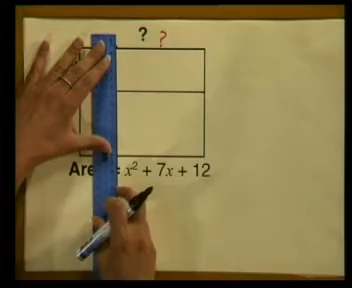 ? ?
Are = x² + 7x + 12